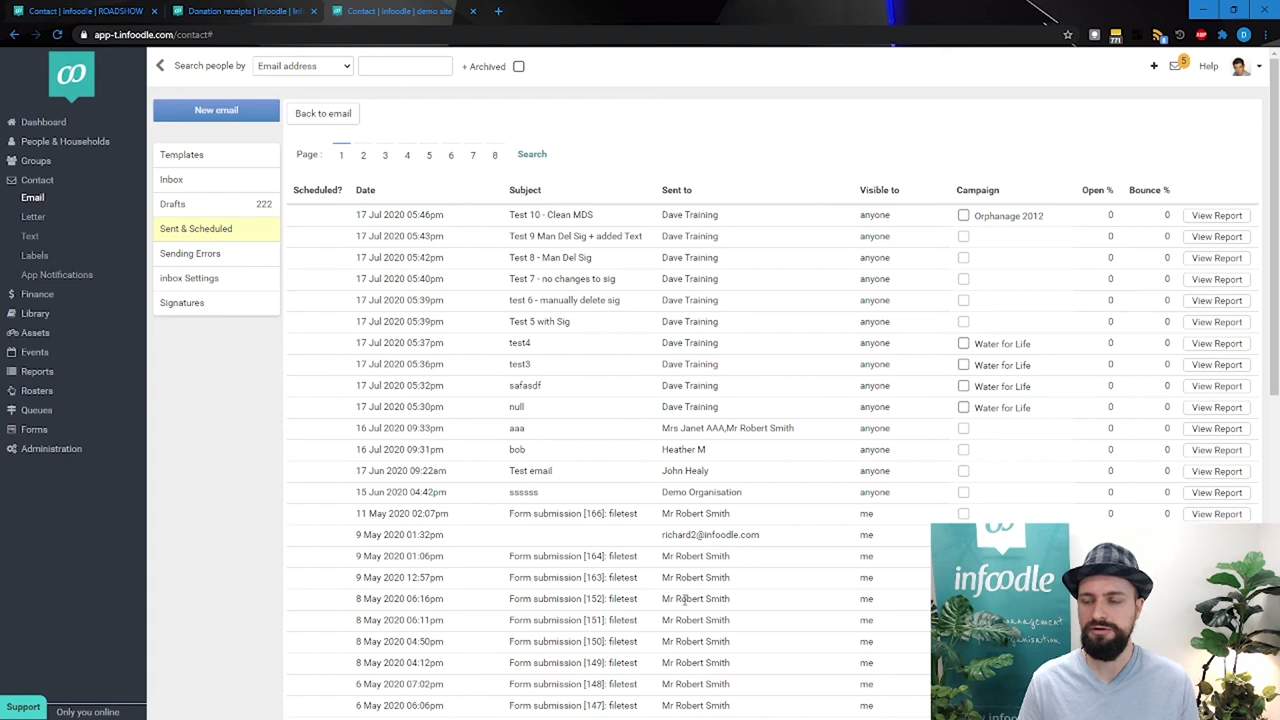 Contact | infoodle | ROADSHOW
Donation receipts | infoodle |
Contact | infoodle | demo site
app-t.infoodle.com/contact#
771
8
ABP
D
Search people by
Email address
+ Archived
5
Help
Dashboard
People & Households
Groups
Contact
Email
Letter
Text
Labels
App Notifications
Finance
Library
Assets
Events
Reports
Rosters
Queues
Forms
Administration
Support
Only you online
New email
Templates
Inbox
Drafts 222
Sent & Scheduled
Sending Errors
inbox Settings
Signatures
Back to email
Page : 1 2 3 4 5 6 7 8 Search
Scheduled? Date Subject Sent to Visible to Campaign Open % Bounce %
17 Jul 2020 05:46pm Test 10 - Clean MDS Dave Training anyone Orphanage 2012 0 0 View Report
17 Jul 2020 05:43pm Test 9 Man Del Sig + added Text Dave Training anyone 0 0 View Report
17 Jul 2020 05:42pm Test 8 - Man Del Sig Dave Training anyone 0 0 View Report
17 Jul 2020 05:40pm Test 7 - no changes to sig Dave Training anyone 0 0 View Report
17 Jul 2020 05:39pm test 6 - manually delete sig Dave Training anyone 0 0 View Report
17 Jul 2020 05:39pm Test 5 with Sig Dave Training anyone 0 0 View Report
17 Jul 2020 05:37pm test4 Dave Training anyone Water for Life 0 0 View Report
17 Jul 2020 05:36pm test3 Dave Training anyone Water for Life 0 0 View Report
17 Jul 2020 05:32pm safasdf Dave Training anyone Water for Life 0 0 View Report
17 Jul 2020 05:30pm null Dave Training anyone Water for Life 0 0 View Report
16 Jul 2020 09:33pm aaa Mrs Janet AAA,Mr Robert Smith anyone 0 0 View Report
16 Jul 2020 09:31pm bob Heather M anyone 0 0 View Report
17 Jun 2020 09:22am Test email John Healy anyone 0 0 View Report
15 Jun 2020 04:42pm ssssss Demo Organisation anyone 0 0 View Report
11 May 2020 02:07pm Form submission [166]: filetest Mr Robert Smith me 0 0 View Report
9 May 2020 01:32pm richard2@infoodle.com me
9 May 2020 01:06pm Form submission [164]: filetest Mr Robert Smith me
9 May 2020 12:57pm Form submission [163]: filetest Mr Robert Smith me
8 May 2020 06:16pm Form submission [152]: filetest Mr Robert Smith me
8 May 2020 06:11pm Form submission [151]: filetest Mr Robert Smith me
8 May 2020 04:50pm Form submission [150]: filetest Mr Robert Smith me
8 May 2020 04:12pm Form submission [149]: filetest Mr Robert Smith me
6 May 2020 07:02pm Form submission [148]: filetest Mr Robert Smith me
6 May 2020 06:06pm Form submission [147]: filetest Mr Robert Smith me
infoodle